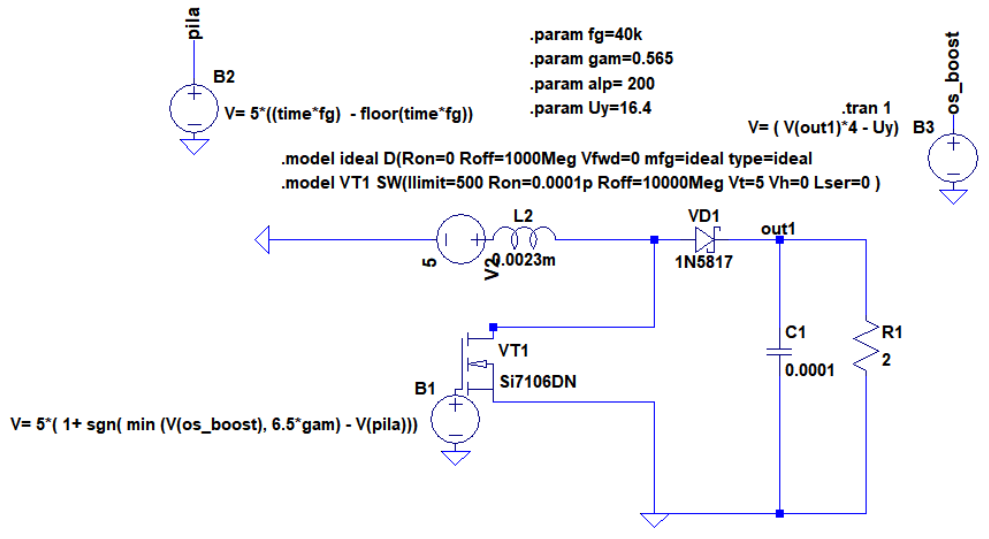 pila
B2
V= 5*((time*fg) - floor(time*fg))
.param fg=40k
.param gam=0.565
.param alp= 200
.param Uy=16.4
os_boost
.tran 1
V= ( V(out1)*4 - Uy)
B3
.model ideal D(Ron=0 Roff=1000Meg Vfwd=0 mfg=ideal type=ideal
.model VT1 SW(Ilimit=500 Ron=0.0001p Roff=10000Meg Vt=5 Vh=0 Lser=0 )
L2
VD1
out1
5
V2
0.0023m
1N5817
VT1
C1
R1
Si7106DN
0.0001
2
B1
V= 5*( 1+ sgn( min (V(os_boost), 6.5*gam) - V(pila)))